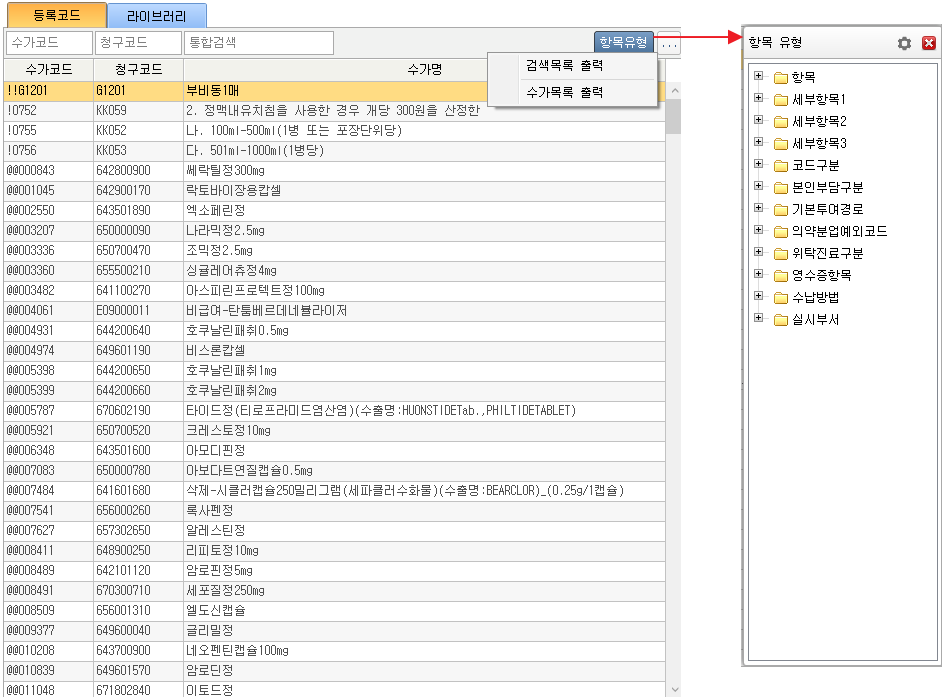 등록코드 라이브러리
수가코드 청구코드 통합검색 항목유형 ...
수가코드 청구코드 수가명
검색목록 출력
수가목록 출력
!!G1201 G1201 부비동1매
!0752 KK059 2. 정맥내유치침을 사용한 경우 개당 300원을 산정한
!0755 KK052 나. 100ml-500ml(1병 또는 포장단위당)
!0756 KK053 다. 501ml-1000ml(1병당)
@@000843 642800900 쎄락틸정300mg
@@001045 642900170 락토바이장용캅셀
@@002550 643501890 엑소페린정
@@003207 650000090 나라믹정2.5mg
@@003336 650700470 조믹정2.5mg
@@003360 655500210 싱귤레어츄정4mg
@@003482 641100270 아스피린프로텍트정100mg
@@004061 E09000011 비급여-탄툼베르데네뷸라이저
@@004931 644200640 호쿠날린패취0.5mg
@@004974 649601190 비스론캅셀
@@005398 644200650 호쿠날린패취1mg
@@005399 644200660 호쿠날린패취2mg
@@005787 670602190 타이드정(티로프라미드염산염)(수출명:HUONSTIDETab.,PHILTIDETABLET)
@@005921 650700520 크레스토정10mg
@@006348 643501600 아모디핀정
@@007083 650000780 아보다트연질캡슐0.5mg
@@007484 641601680 삭제-시클러캡슐250밀리그램(세파클러수화물)(수출명:BEARCLOR)_(0.25g/1캡슐)
@@007541 656000260 록사펜정
@@007627 657302650 알레스틴정
@@008411 648900250 리피토정10mg
@@008489 642101120 암로핀정5mg
@@008491 670300710 세포질정250mg
@@008509 656001310 엘도신캡슐
@@009377 649600040 글리밀정
@@010208 643700900 네오펜틴캡슐100mg
@@010839 649601570 암로딘정
@@011048 671802840 이토드정
항목 유형
항목
세부항목1
세부항목2
세부항목3
코드구분
본인부담구분
기본투여경로
의약분업예외코드
위탁진료구분
영수증항목
수납방법
실시부서